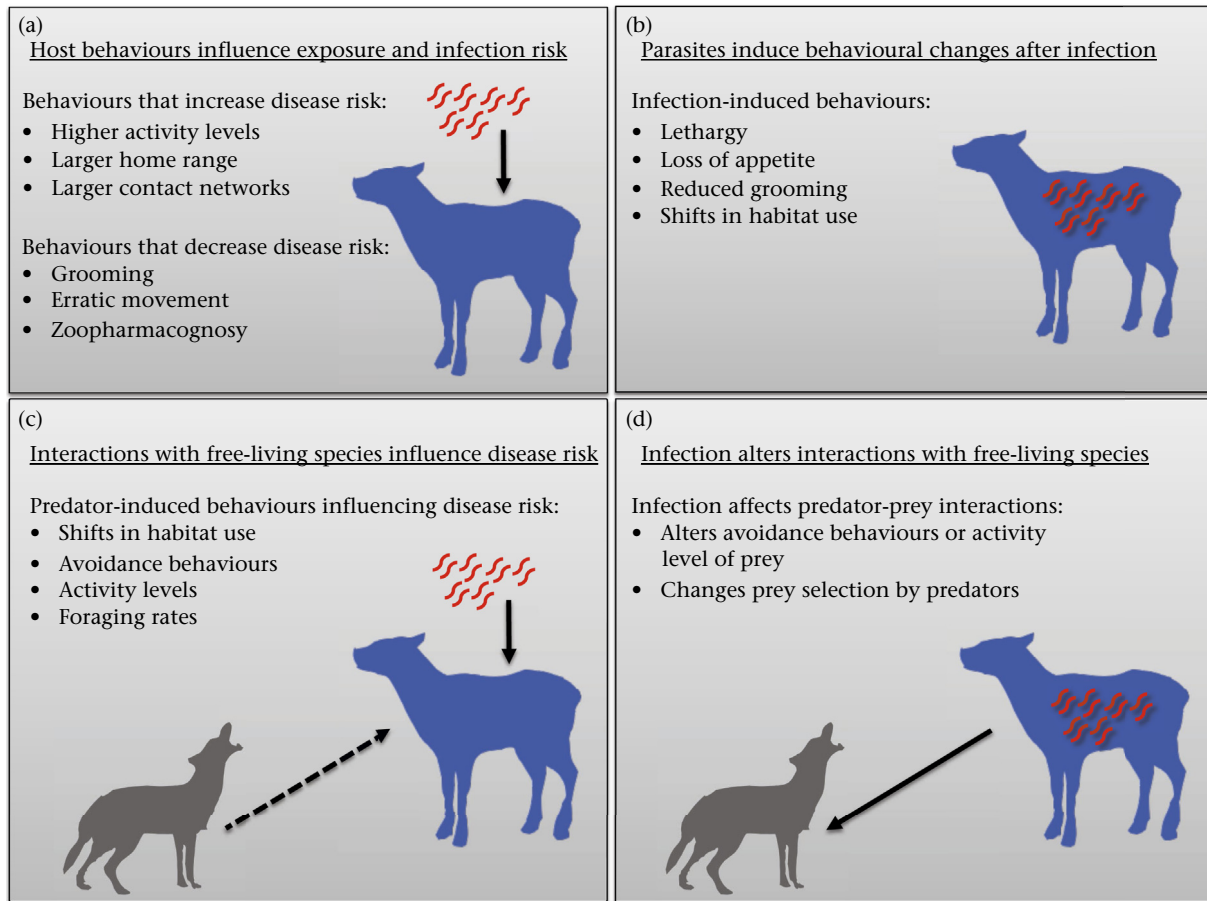 (a)
Host behaviours influence exposure and infection risk
Behaviours that increase disease risk:
• Higher activity levels
• Larger home range
• Larger contact networks
Behaviours that decrease disease risk:
• Grooming
• Erratic movement
• Zoopharmacognosy
(b)
Parasites induce behavioural changes after infection
Infection-induced behaviours:
• Lethargy
• Loss of appetite
• Reduced grooming
• Shifts in habitat use
(c)
Interactions with free-living species influence disease risk
Predator-induced behaviours influencing disease risk:
• Shifts in habitat use
• Avoidance behaviours
• Activity levels
• Foraging rates
(d)
Infection alters interactions with free-living species
Infection affects predator-prey interactions:
• Alters avoidance behaviours or activity
level of prey
• Changes prey selection by predators